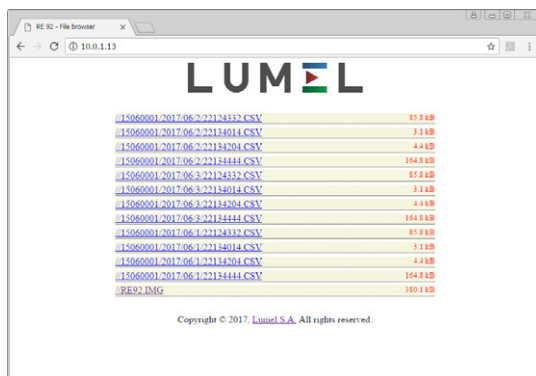 RE 92 - File browser
10.0.1.13
LUMEL
//15060001/2017/06/2/22124332.CSV 85.8 kB
//15060001/2017/06/2/22134014.CSV 3.1 kB
//15060001/2017/06/2/22134204.CSV 4.4 kB
//15060001/2017/06/2/22134444.CSV 164.8 kB
//15060001/2017/06/3/22124332.CSV 85.8 kB
//15060001/2017/06/3/22134014.CSV 3.1 kB
//15060001/2017/06/3/22134204.CSV 4.4 kB
//15060001/2017/06/3/22134444.CSV 164.8 kB
//15060001/2017/06/1/22124332.CSV 85.8 kB
//15060001/2017/06/1/22134014.CSV 3.1 kB
//15060001/2017/06/1/22134204.CSV 4.4 kB
//15060001/2017/06/1/22134444.CSV 164.8 kB
//RE92.IMG 380.1 kB
Copyright © 2017, Lumel S.A. All rights reserved.